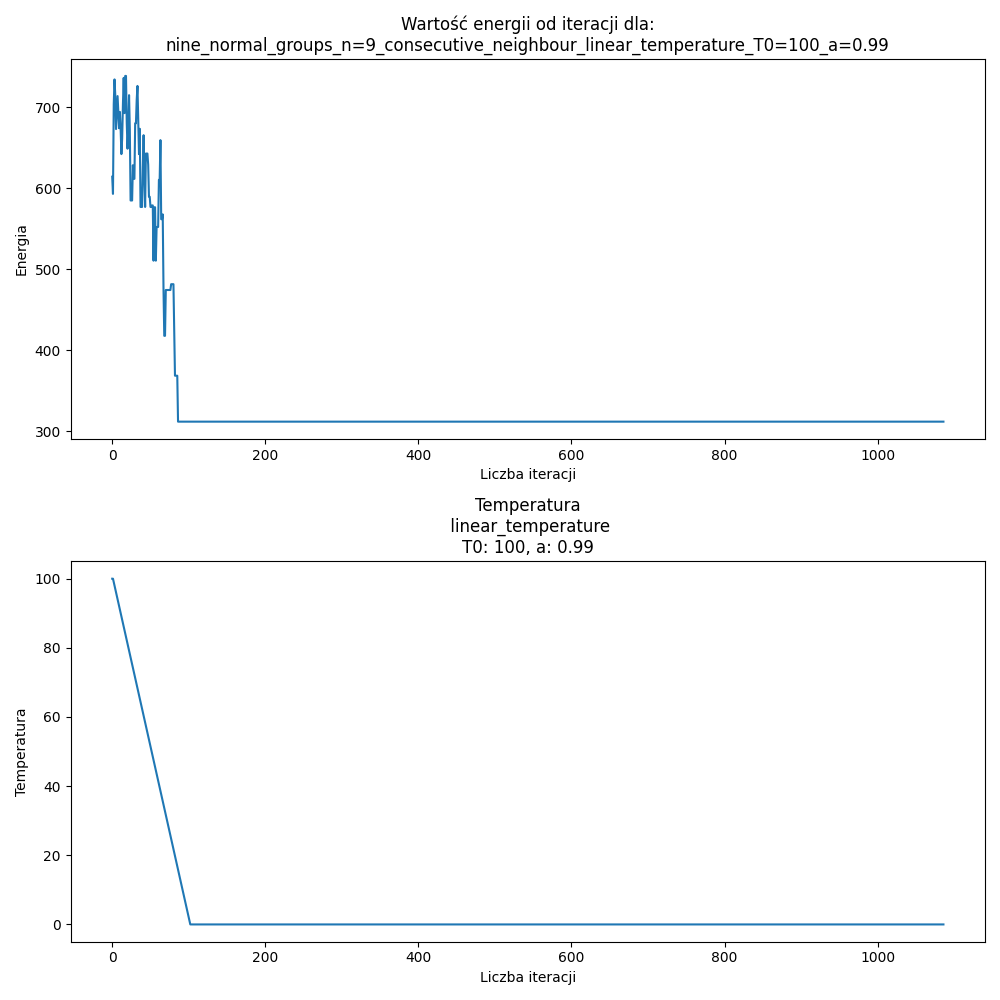 Wartość energii od iteracji dla:
nine_normal_groups_n=9_consecutive_neighbour_linear_temperature_T0=100_a=0.99
700
600
500
400
300
Energia
0 200 400 600 800 1000
Liczba iteracji
Temperatura
linear_temperature
T0: 100, a: 0.99
100
80
60
40
20
0
Temperatura
0 200 400 600 800 1000
Liczba iteracji